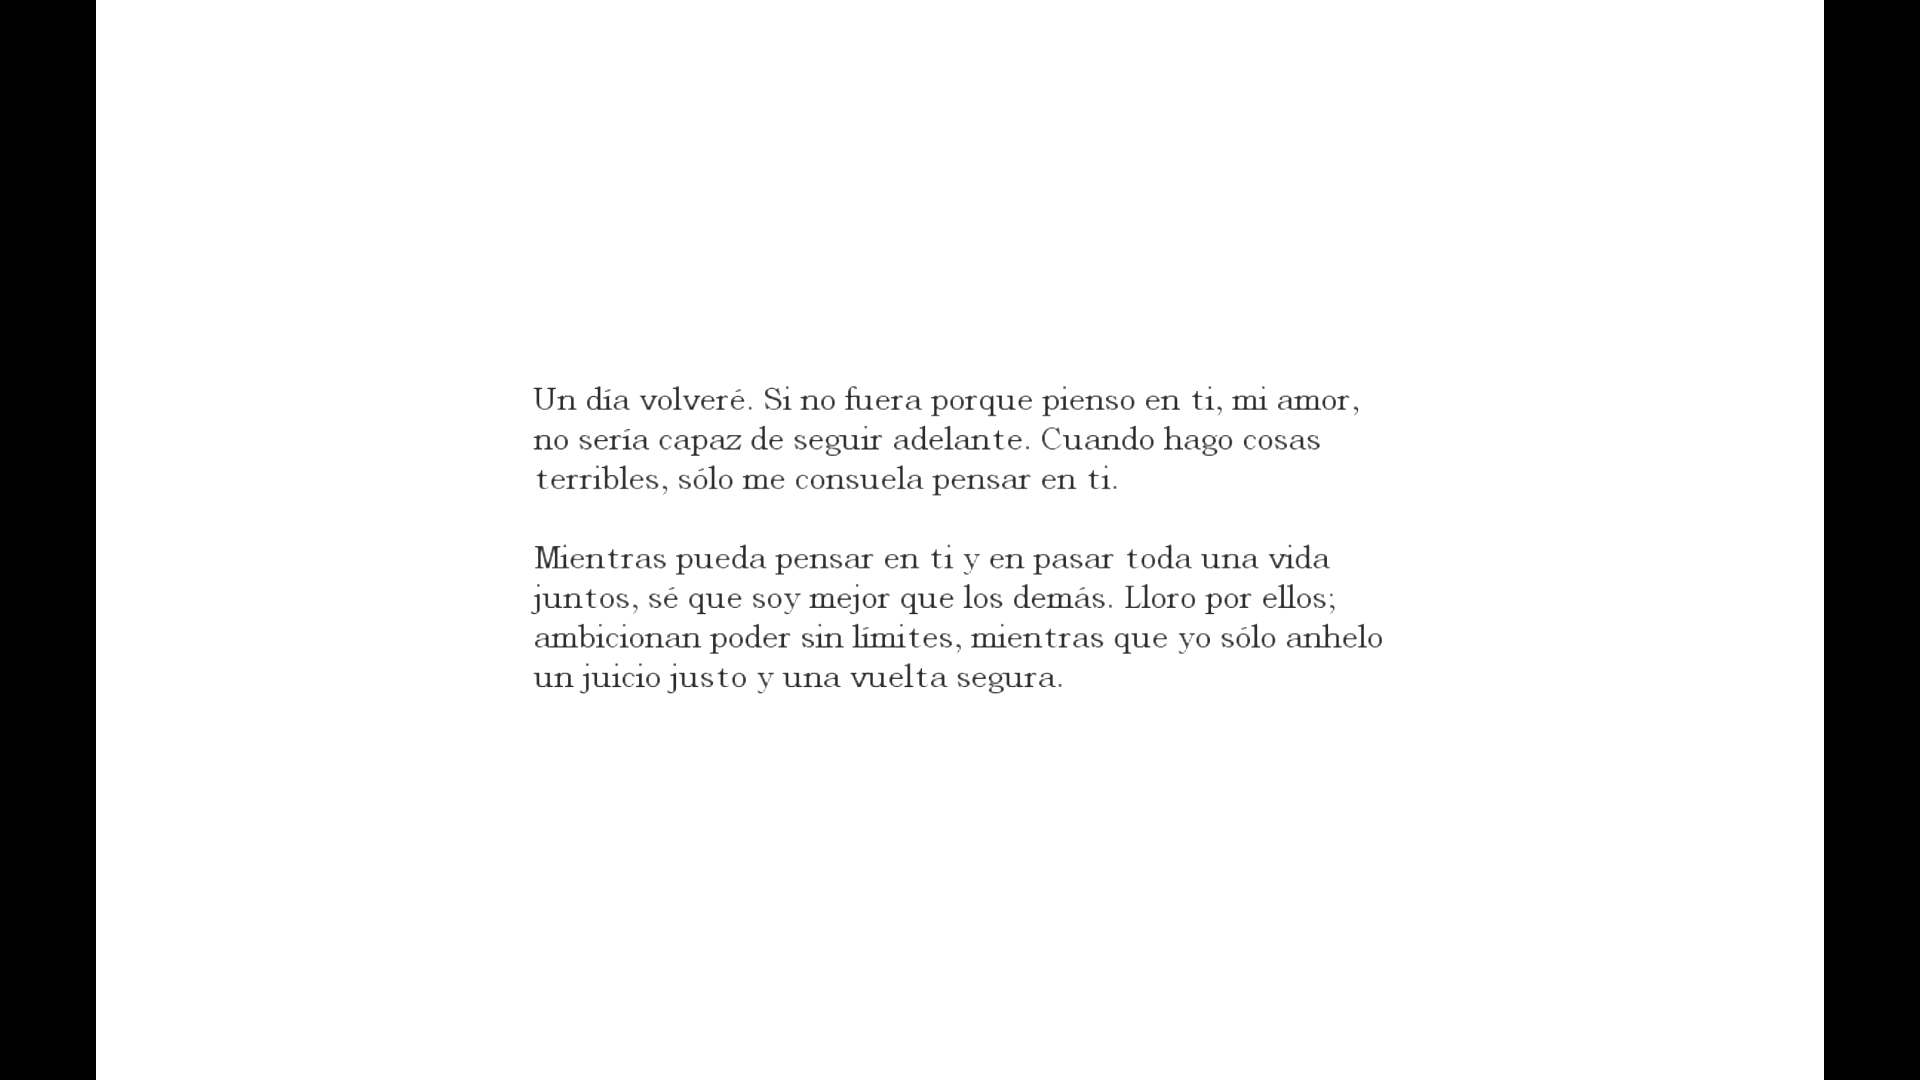 Un día volveré. Si no fuera porque pienso en ti, mi amor,
no sería capaz de seguir adelante. Cuando hago cosas
terribles, sólo me consuela pensar en ti.
Mientras pueda pensar en ti y en pasar toda una vida
juntos, sé que soy mejor que los demás. Lloro por ellos;
ambicionan poder sin límites, mientras que yo sólo anhelo
un juicio justo y una vuelta segura.